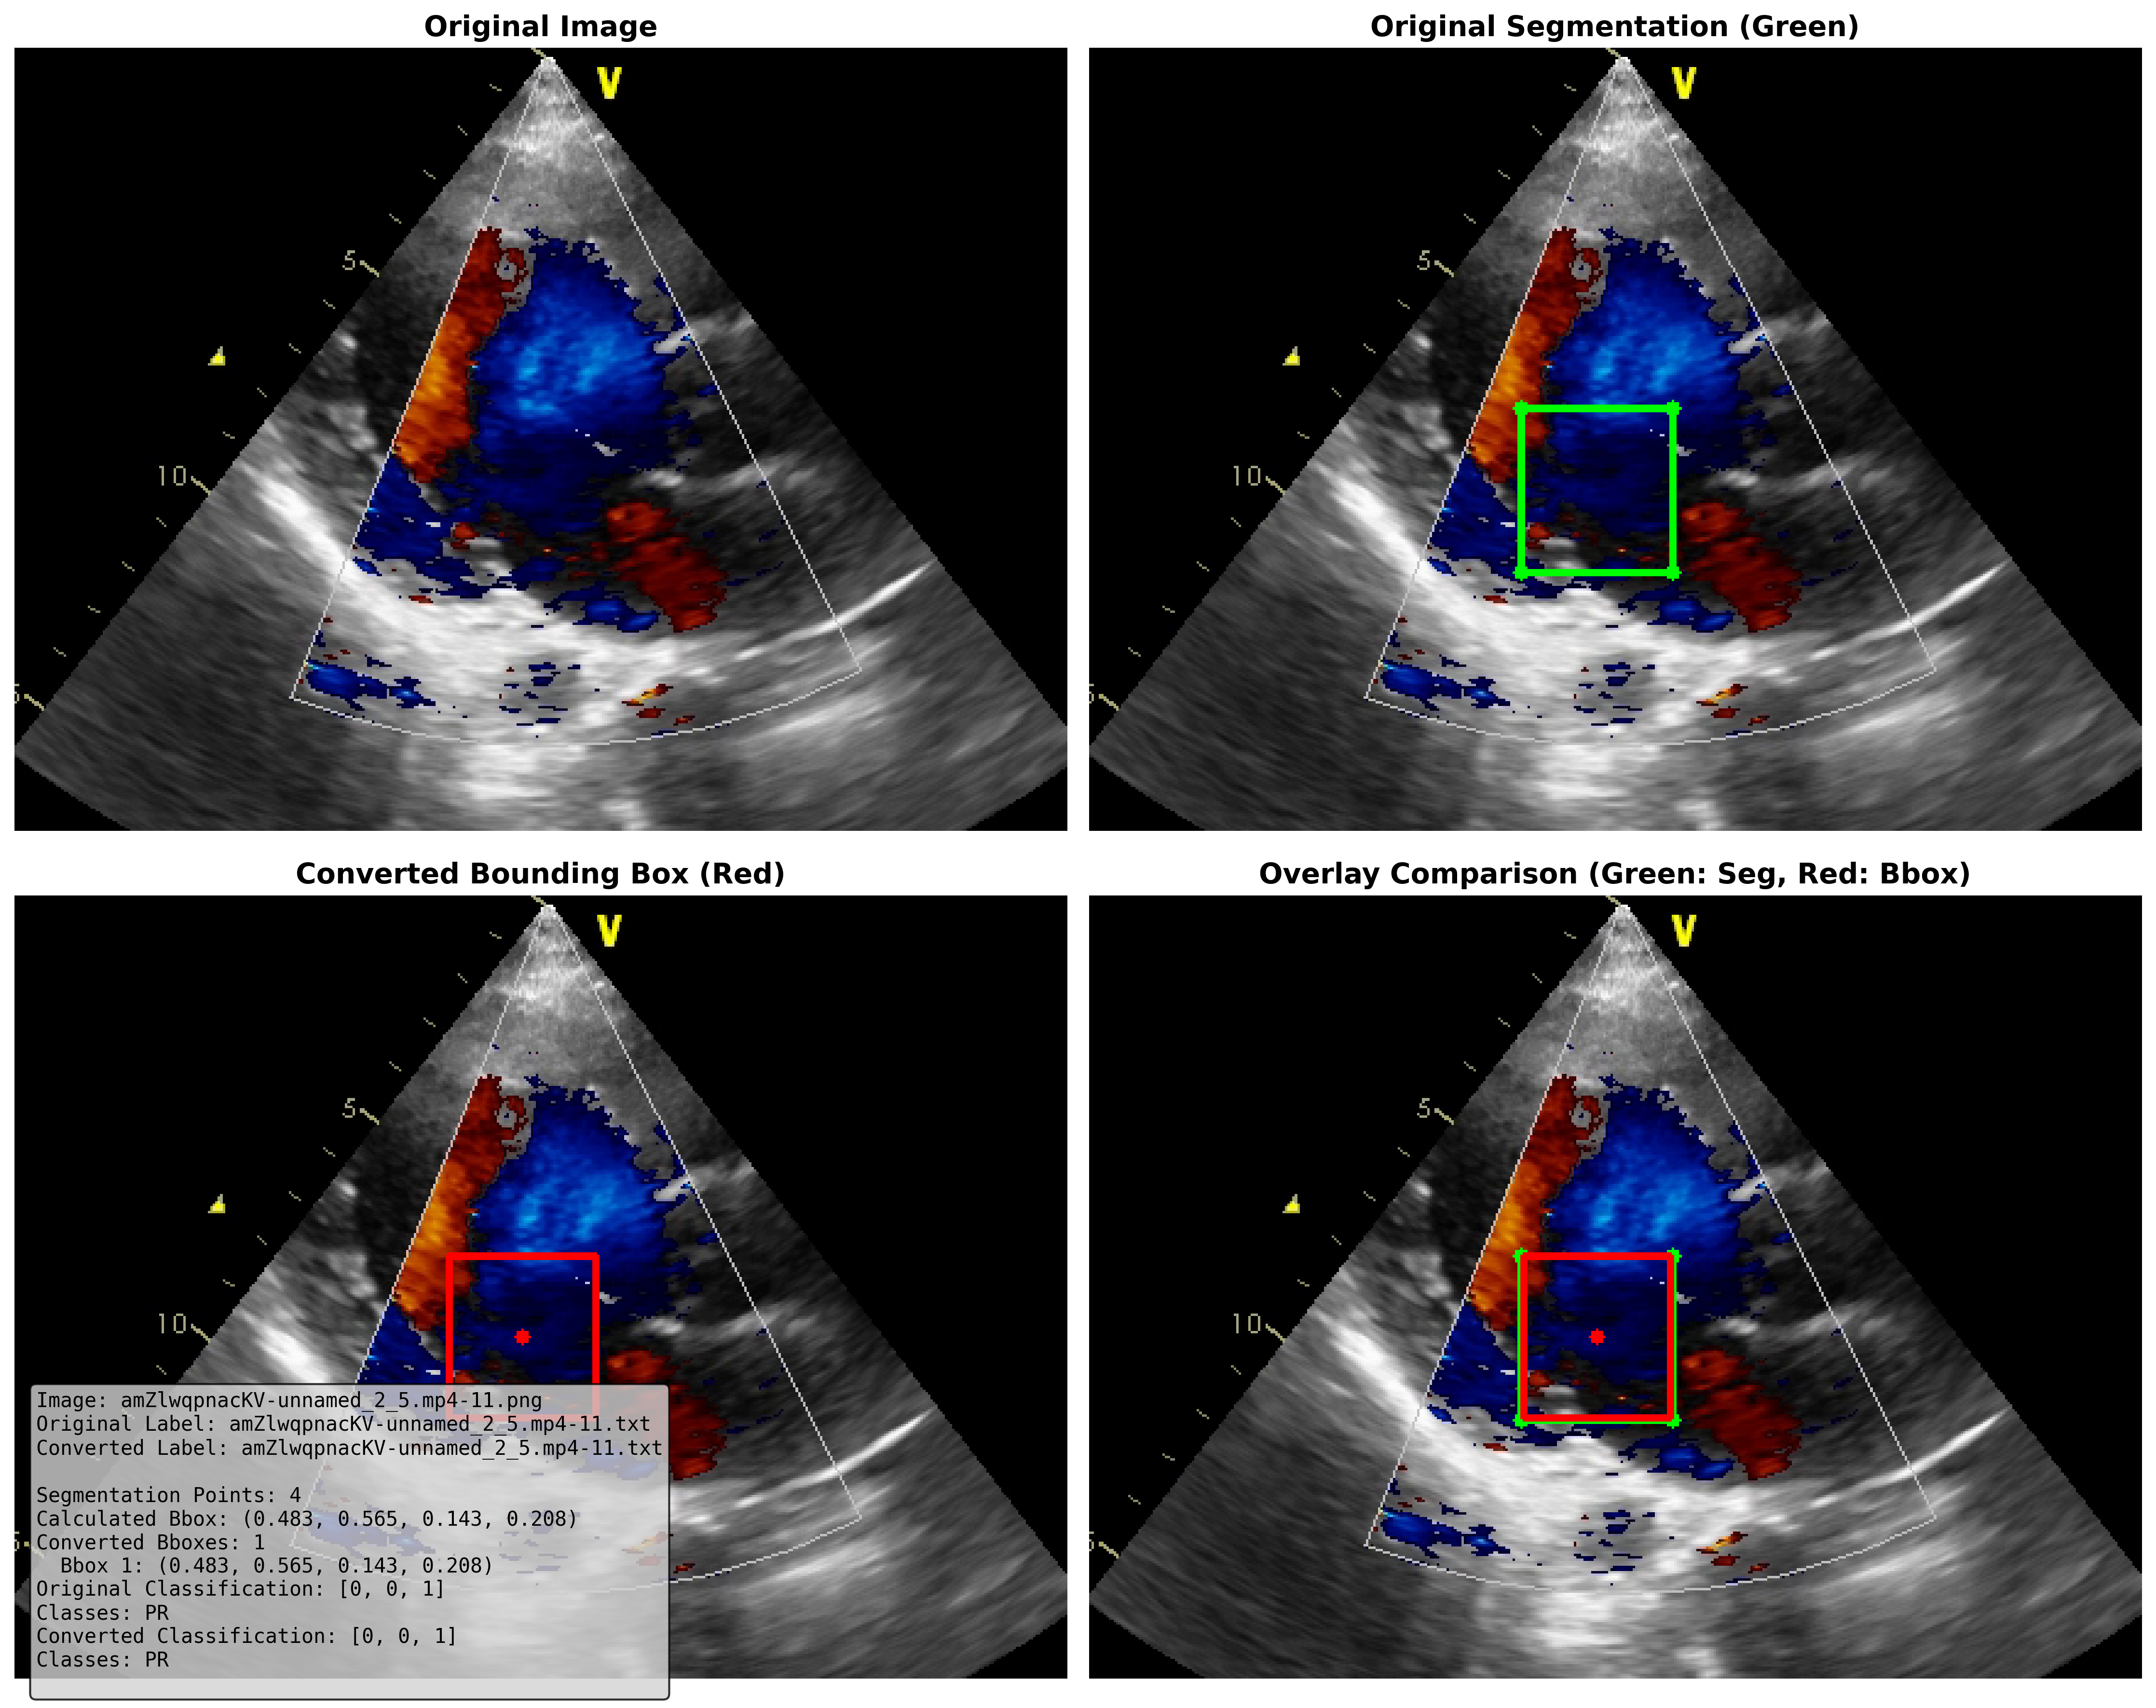 Original Image
Original Segmentation (Green)
V
5
10
V
5
10
5
5
Converted Bounding Box (Red)
Overlay Comparison (Green: Seg, Red: Bbox)
V
5
10
V
5
10
5
5
Image: amZlwqpnacKV-unnamed_2_5.mp4-11.png
Original Label: amZlwqpnacKV-unnamed_2_5.mp4-11.txt
Converted Label: amZlwqpnacKV-unnamed_2_5.mp4-11.txt
Segmentation Points: 4
Calculated Bbox: (0.483, 0.565, 0.143, 0.208)
Converted Bboxes: 1
Bbox 1: (0.483, 0.565, 0.143, 0.208)
Original Classification: [0, 0, 1]
Classes: PR
Converted Classification: [0, 0, 1]
Classes: PR